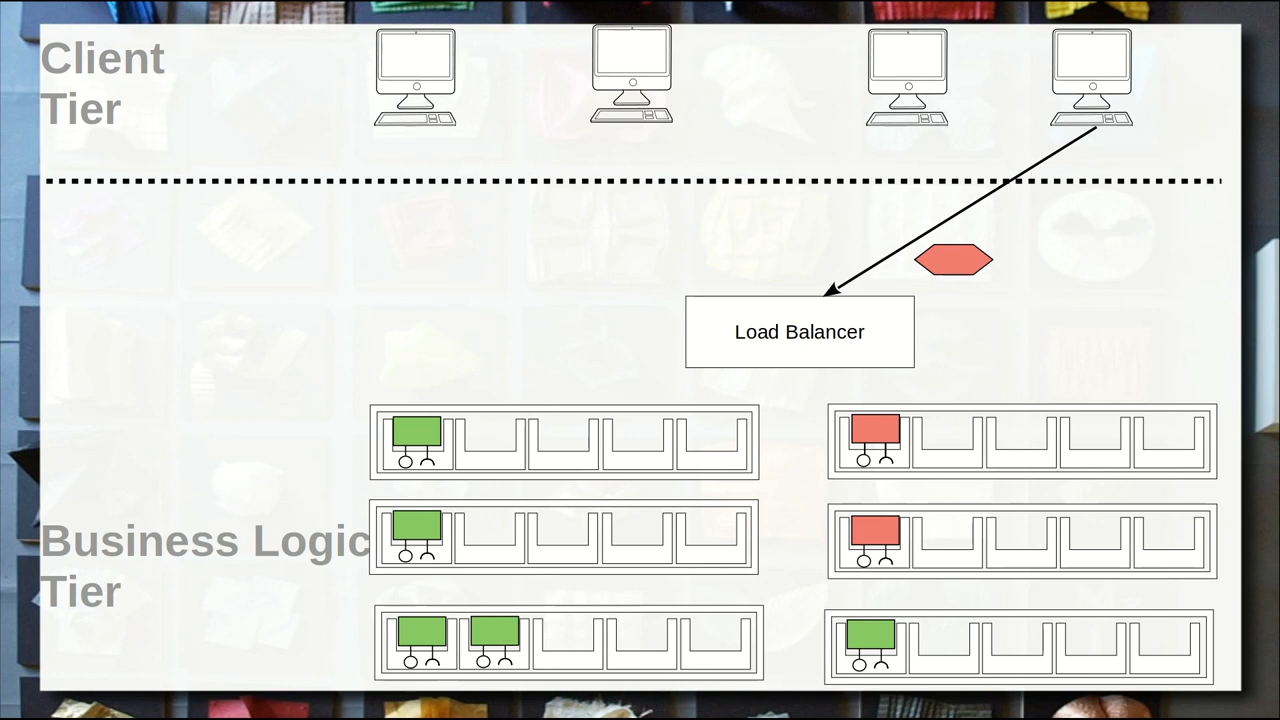 Client
Tier
Load Balancer
Business Logic
Tier